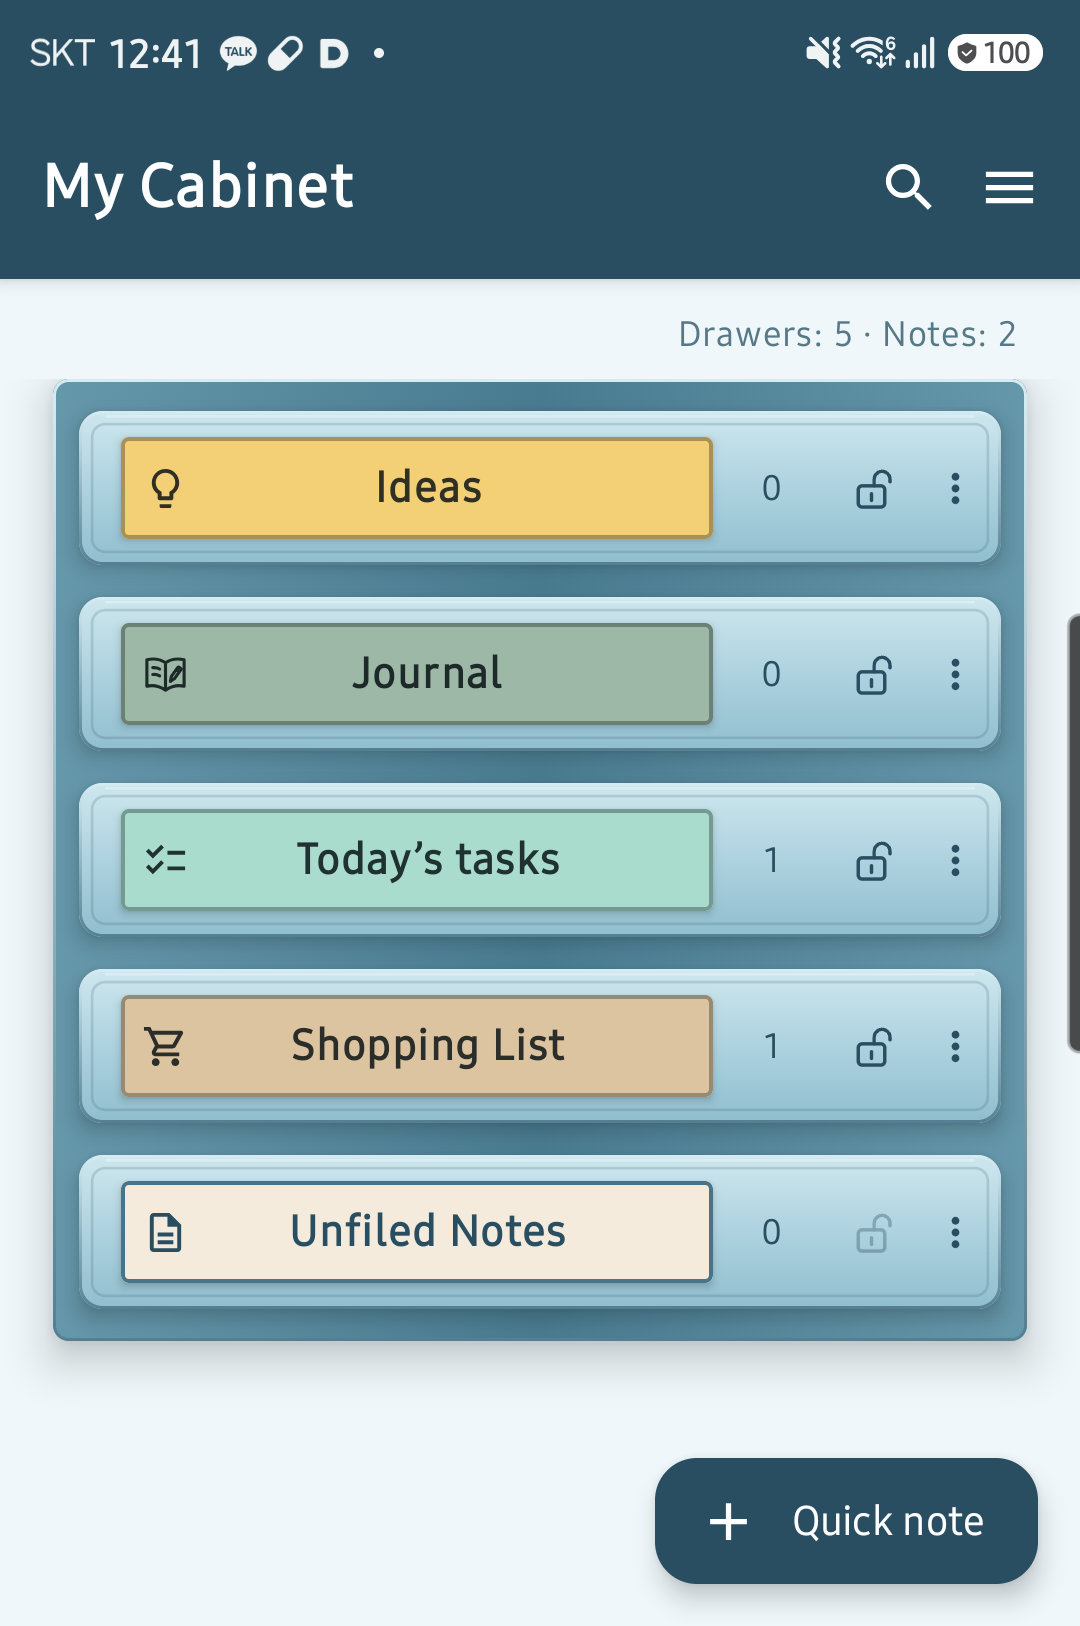 SKT 12:41 TALK D 6 100
My Cabinet
Drawers: 5 · Notes: 2
Ideas 0
Journal 0
Today’s tasks 1
Shopping List 1
Unfiled Notes 0
+ Quick note